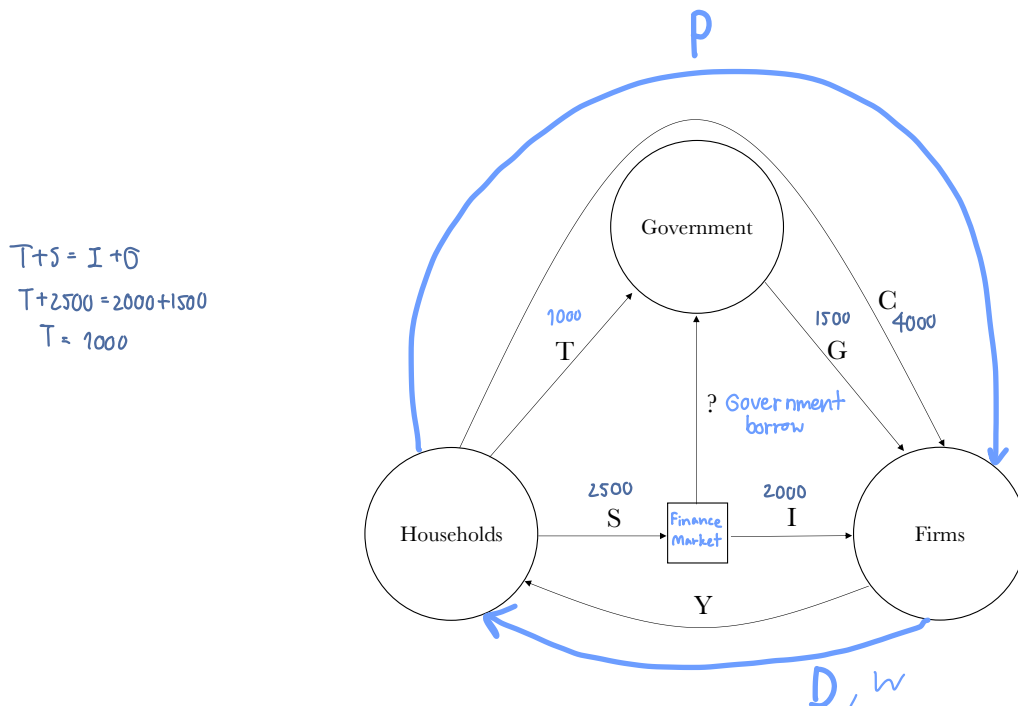 P
Government
T+S = I+G
T+2500 = 2000+1500
T = 1000
1000
T
1500
G
C
4000
? Government
borrow
2500
S
2000
I
Households
Finance
Market
Firms
Y
D, W